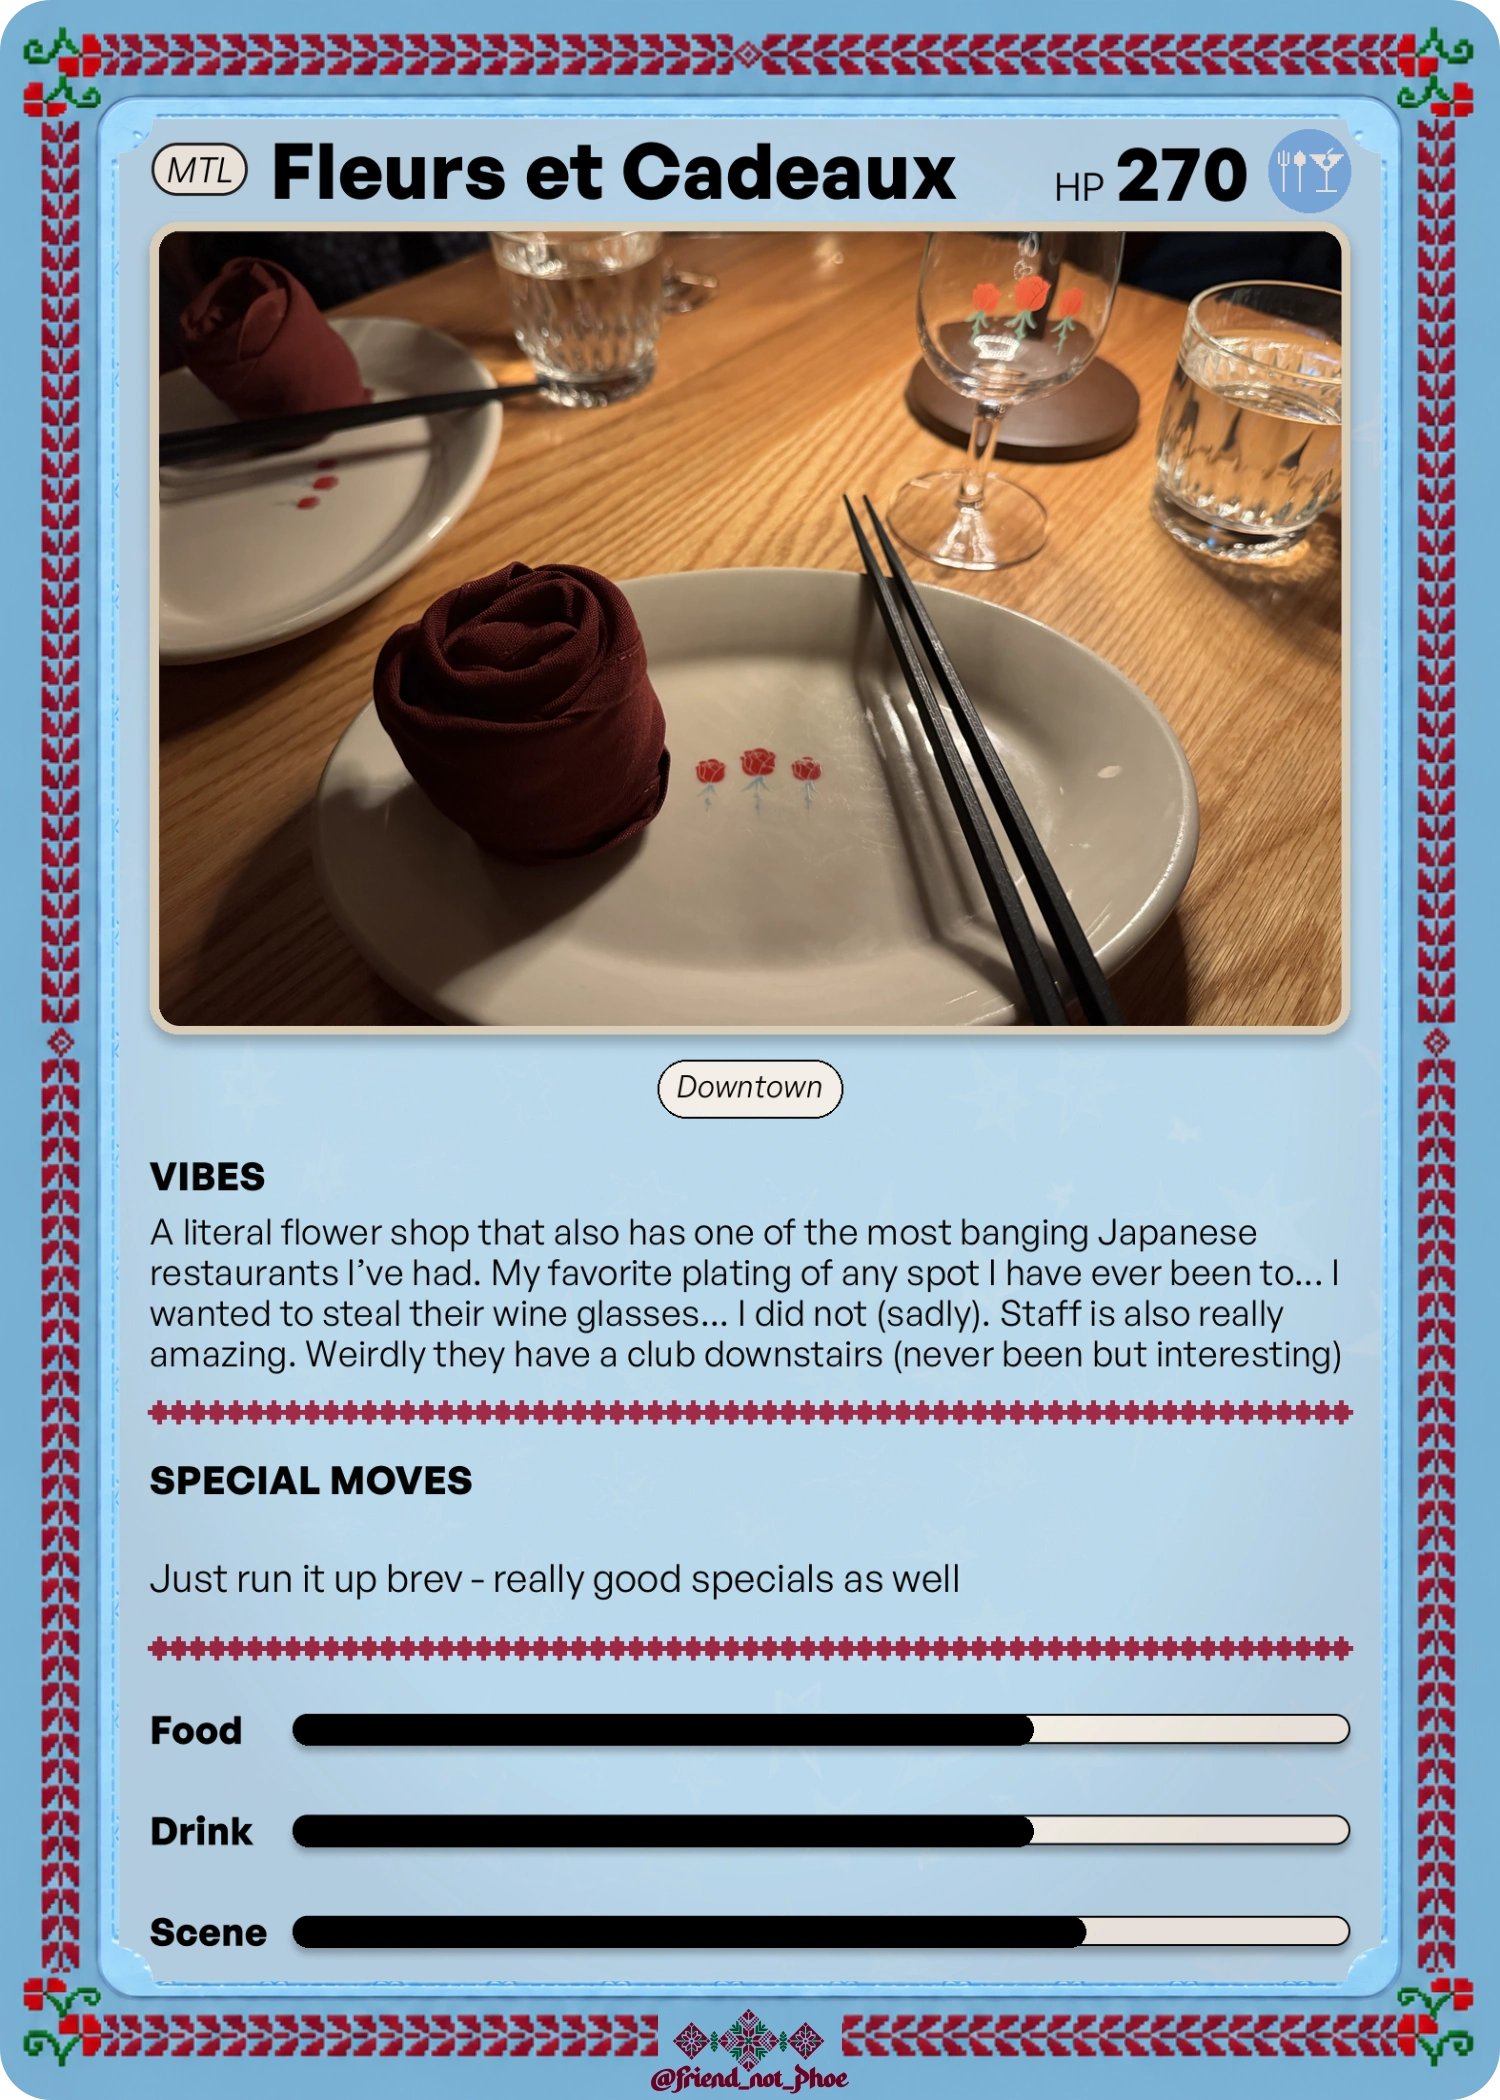 MTL Fleurs et Cadeaux HP 270
Downtown
VIBES
A literal flower shop that also has one of the most banging Japanese
restaurants I’ve had. My favorite plating of any spot I have ever been to... I
wanted to steal their wine glasses... I did not (sadly). Staff is also really
amazing. Weirdly they have a club downstairs (never been but interesting)
SPECIAL MOVES
Just run it up brev - really good specials as well
Food
Drink
Scene
@friend_not_Phoe